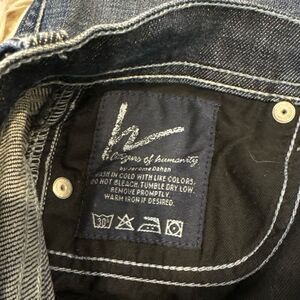 h
Citizens of humanity
by Jerome Dahan
WASH IN COLD WITH LIKE COLORS.
DO NOT BLEACH. TUMBLE DRY LOW.
REMOVE PROMPTLY.
WARM IRON IF DESIRED.
30°